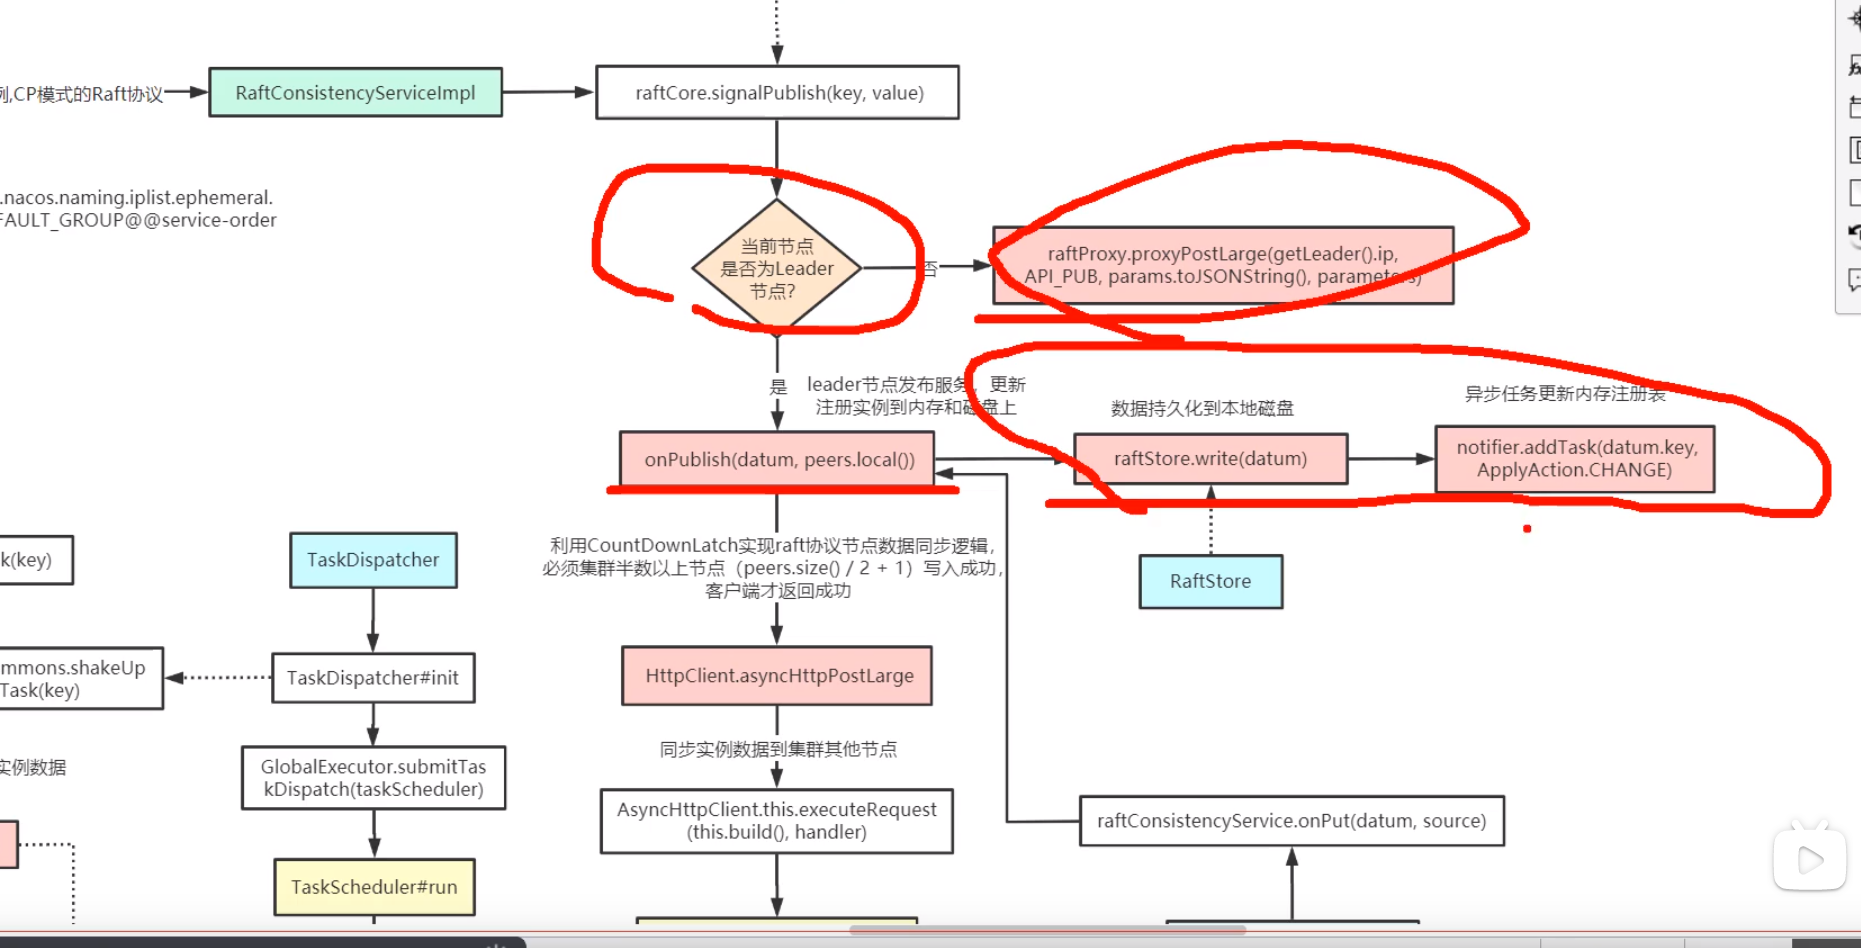 例,CP模式的Raft协议
RaftConsistencyServiceImpl
raftCore.signalPublish(key, value)
.nacos.naming.iplist.ephemeral.
FAULT_GROUP@@service-order
当前节点
是否为Leader
节点?
否
raftProxy.proxyPostLarge(getLeader().ip,
API_PUB, params.toJSONString(), parameters)
是
leader节点发布服务，更新
注册实例到内存和磁盘上
数据持久化到本地磁盘
异步任务更新内存注册表
onPublish(datum, peers.local())
raftStore.write(datum)
notifier.addTask(datum.key,
ApplyAction.CHANGE)
k(key)
TaskDispatcher
利用CountDownLatch实现raft协议节点数据同步逻辑，
必须集群半数以上节点（peers.size() / 2 + 1）写入成功，
客户端才返回成功
RaftStore
mmons.shakeUp
Task(key)
TaskDispatcher#init
HttpClient.asyncHttpPostLarge
同步实例数据到集群其他节点
实例数据
GlobalExecutor.submitTas
kDispatch(taskScheduler)
AsyncHttpClient.this.executeRequest
(this.build(), handler)
raftConsistencyService.onPut(datum, source)
TaskScheduler#run